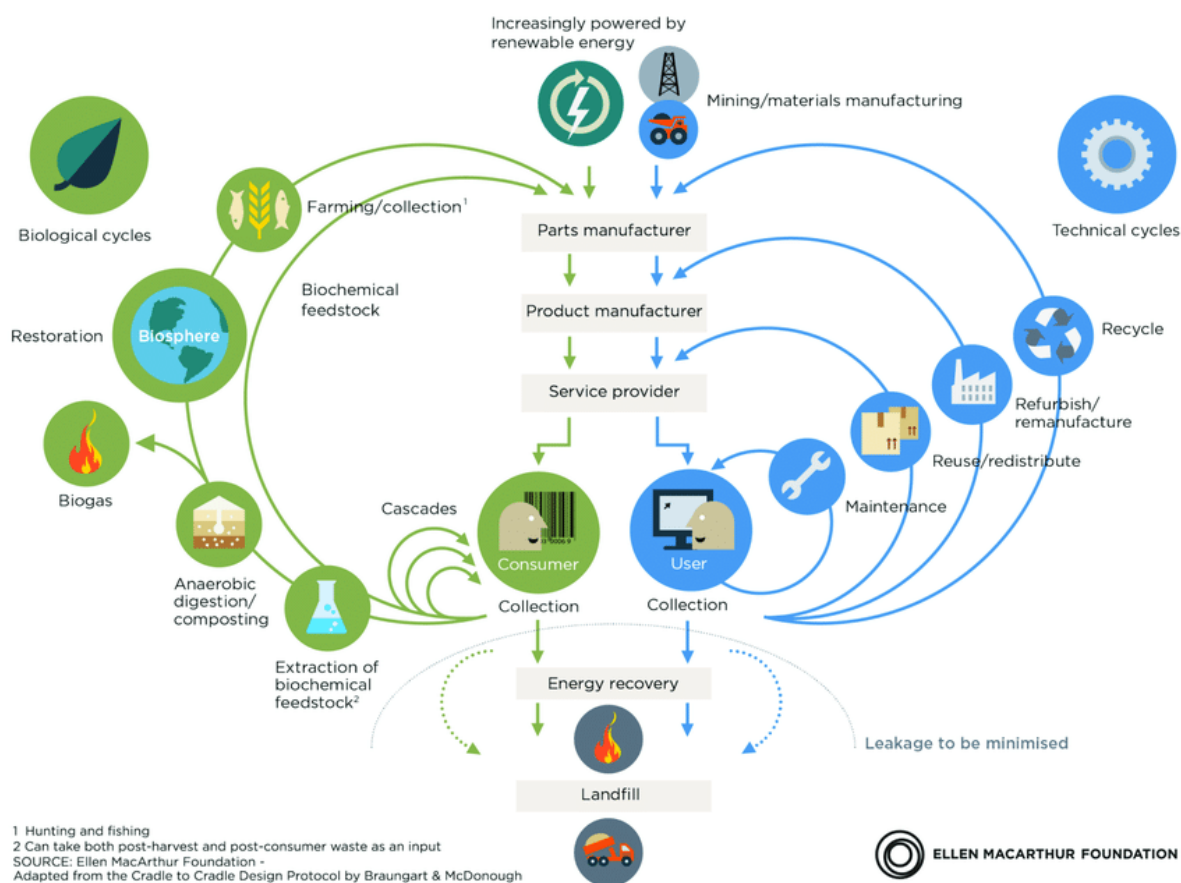 Increasingly powered by
renewable energy
Mining/materials manufacturing
Biological cycles
Farming/collection¹
Parts manufacturer
Technical cycles
Biochemical
feedstock
Product manufacturer
Restoration
Biosphere
Recycle
Service provider
Refurbish/
remanufacture
Reuse/redistribute
Biogas
Cascades
Maintenance
Consumer
User
Anaerobic
digestion/
composting
Collection
Collection
Extraction of
biochemical
feedstock²
Energy recovery
Leakage to be minimised
Landfill
1 Hunting and fishing
2 Can take both post-harvest and post-consumer waste as an input
SOURCE: Ellen MacArthur Foundation -
Adapted from the Cradle to Cradle Design Protocol by Braungart & McDonough
ELLEN MACARTHUR FOUNDATION